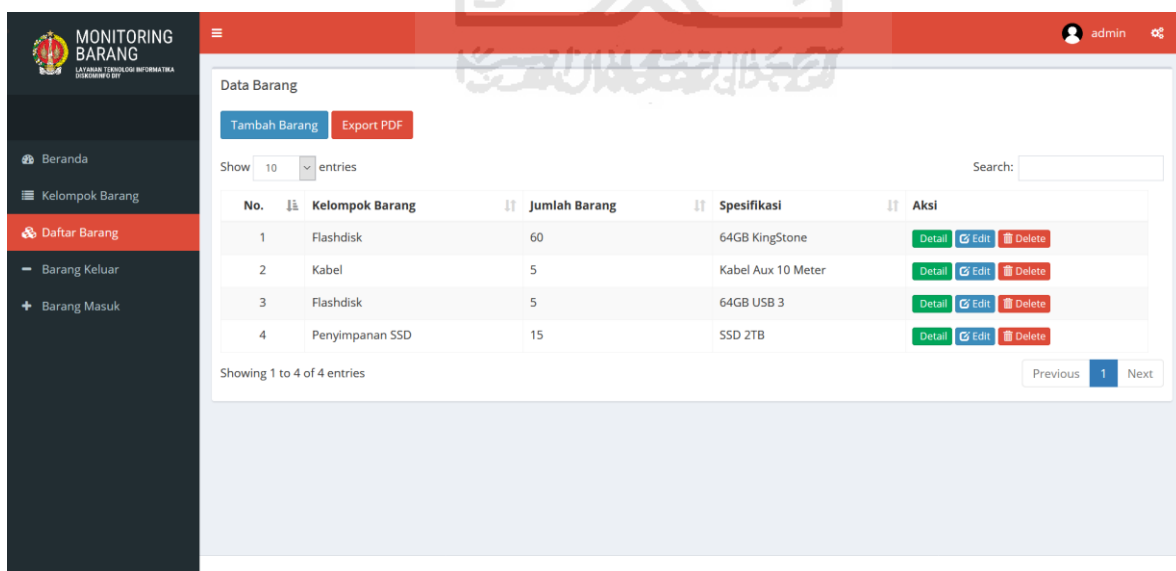 MONITORING
BARANG
LAYANAN TEKNOLOGI INFORMATIKA
DISKOMINFO DIY
admin
Beranda
Kelompok Barang
Daftar Barang
Barang Keluar
Barang Masuk
Data Barang
Tambah Barang Export PDF
Show 10 entries Search:
No. Kelompok Barang Jumlah Barang Spesifikasi Aksi
1 Flashdisk 60 64GB KingStone Detail Edit Delete
2 Kabel 5 Kabel Aux 10 Meter Detail Edit Delete
3 Flashdisk 5 64GB USB 3 Detail Edit Delete
4 Penyimpanan SSD 15 SSD 2TB Detail Edit Delete
Showing 1 to 4 of 4 entries Previous 1 Next